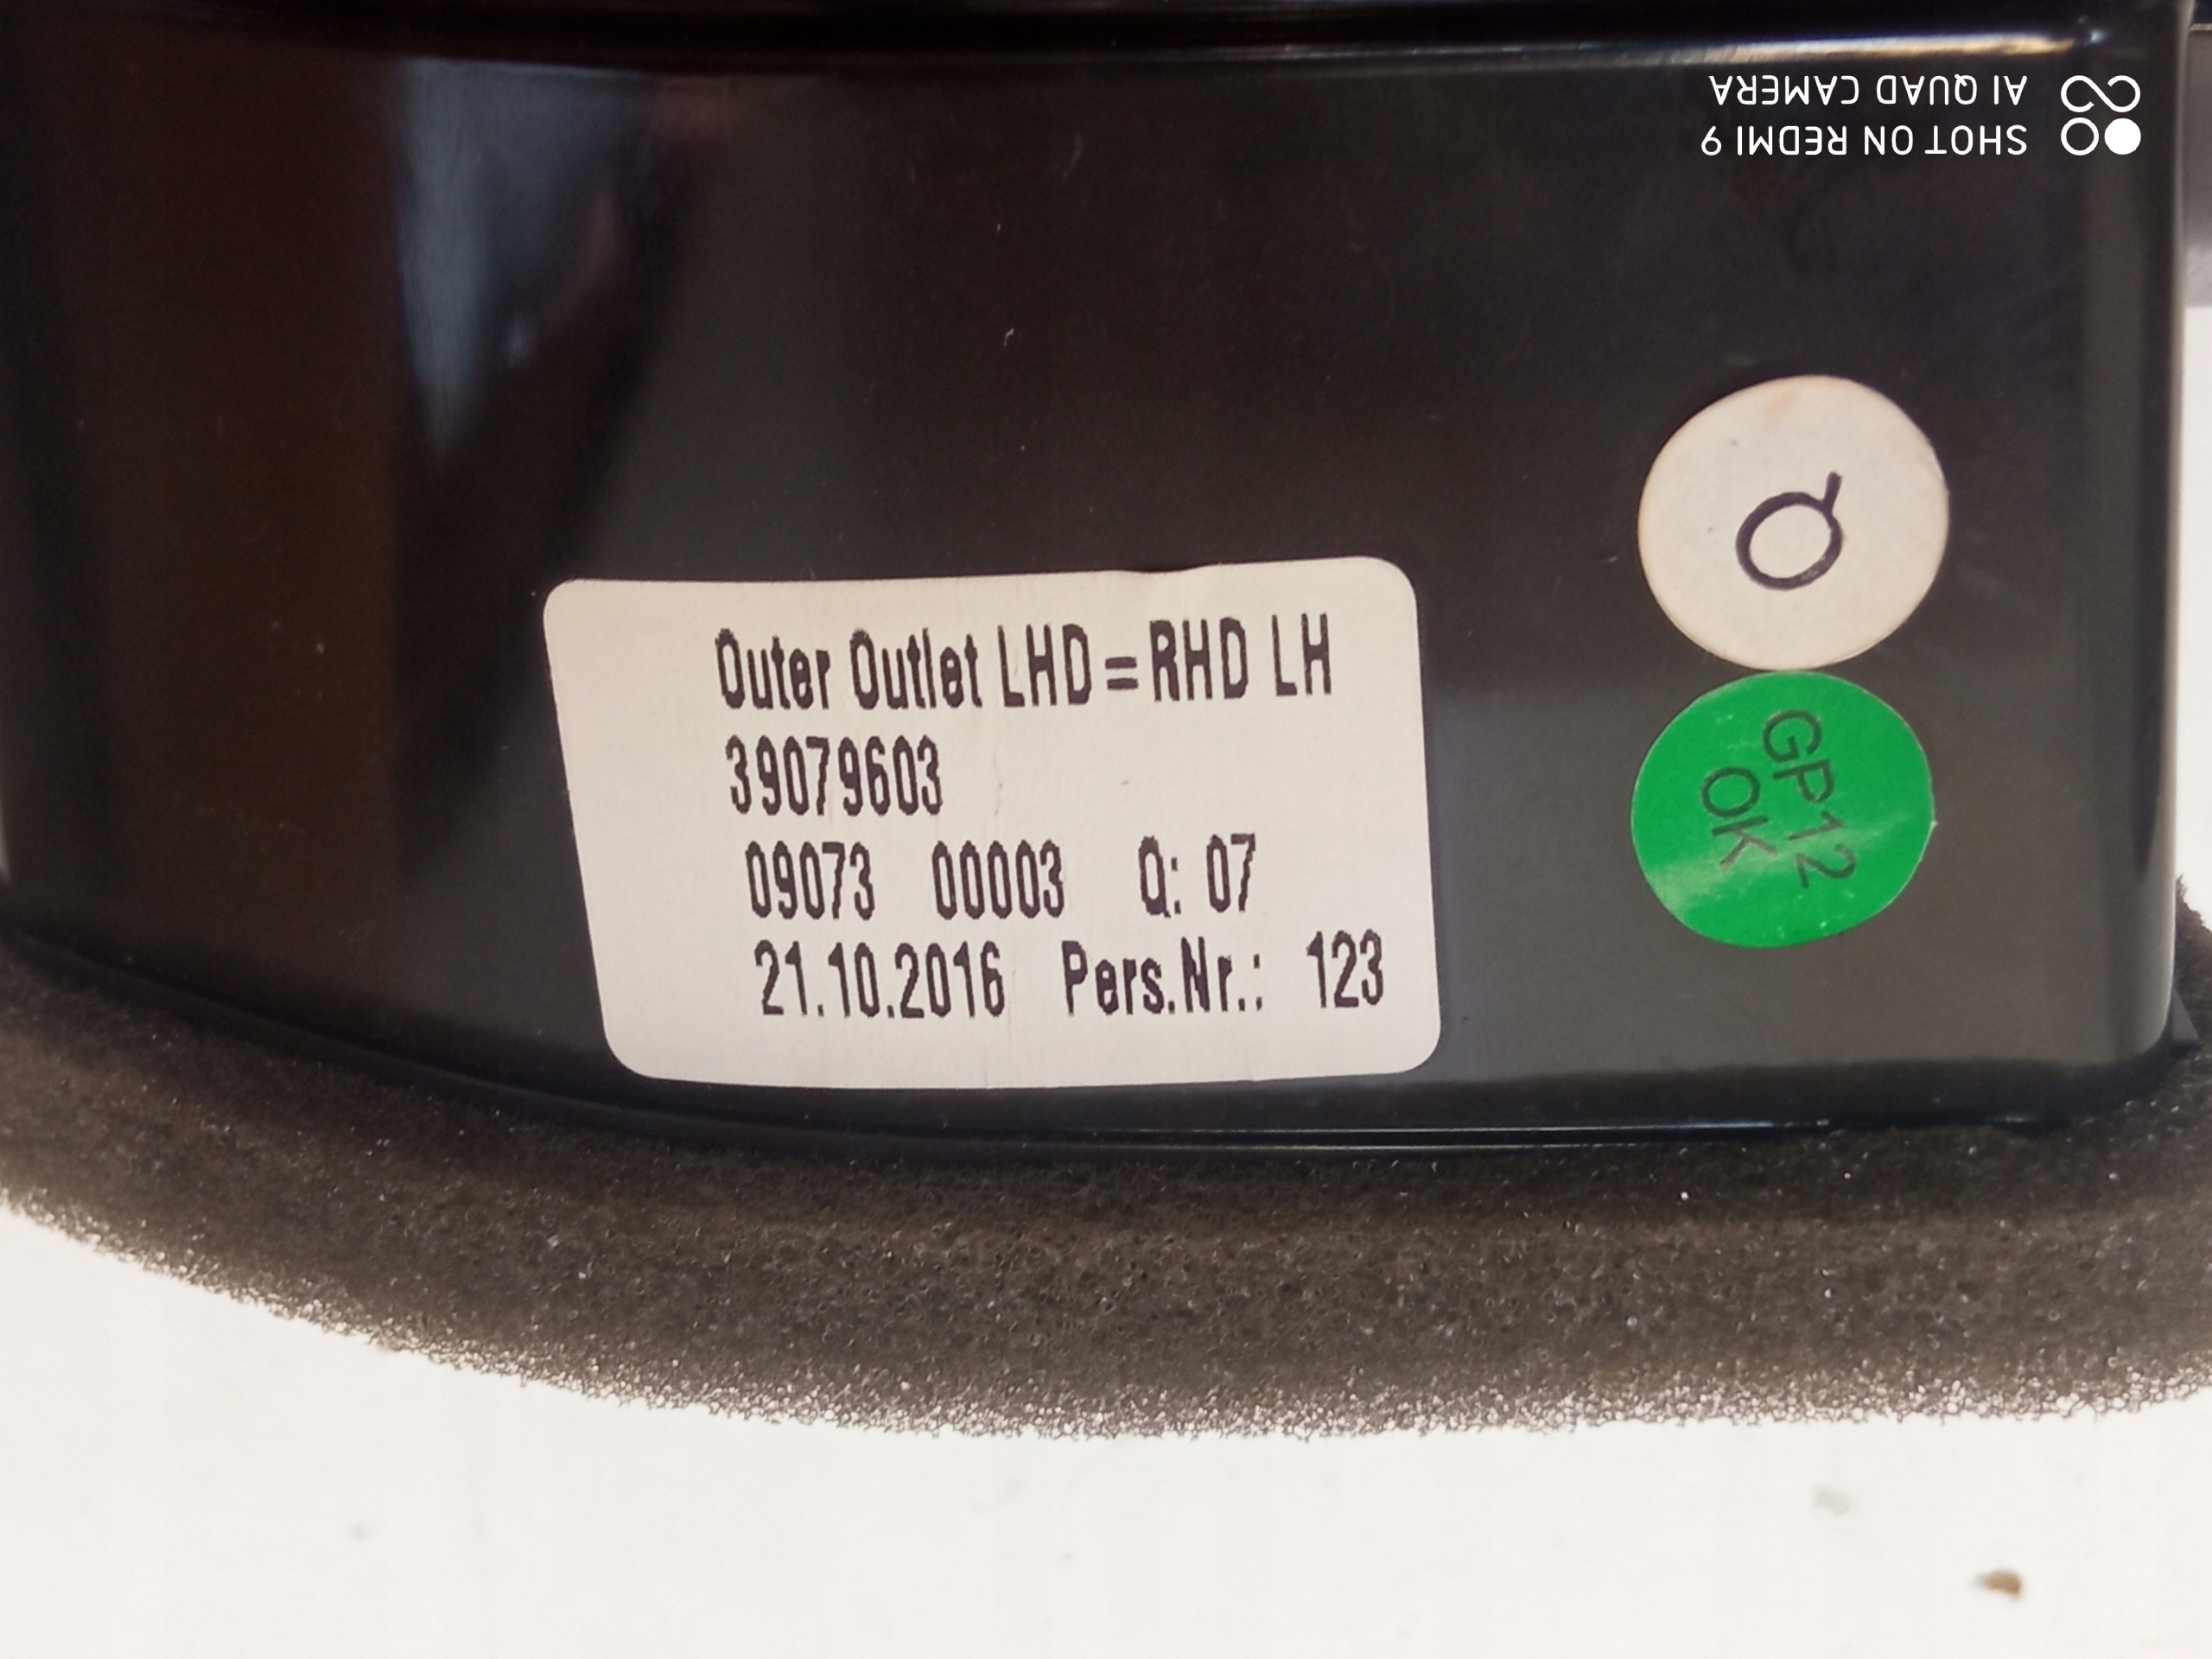 SHOT ON REDMI 9
AI QUAD CAMERA
Outer Outlet LHD=RHD LH
39079603
09073 00003 Q: 07
21.10.2016 Pers.Nr.: 123
GP12
OK